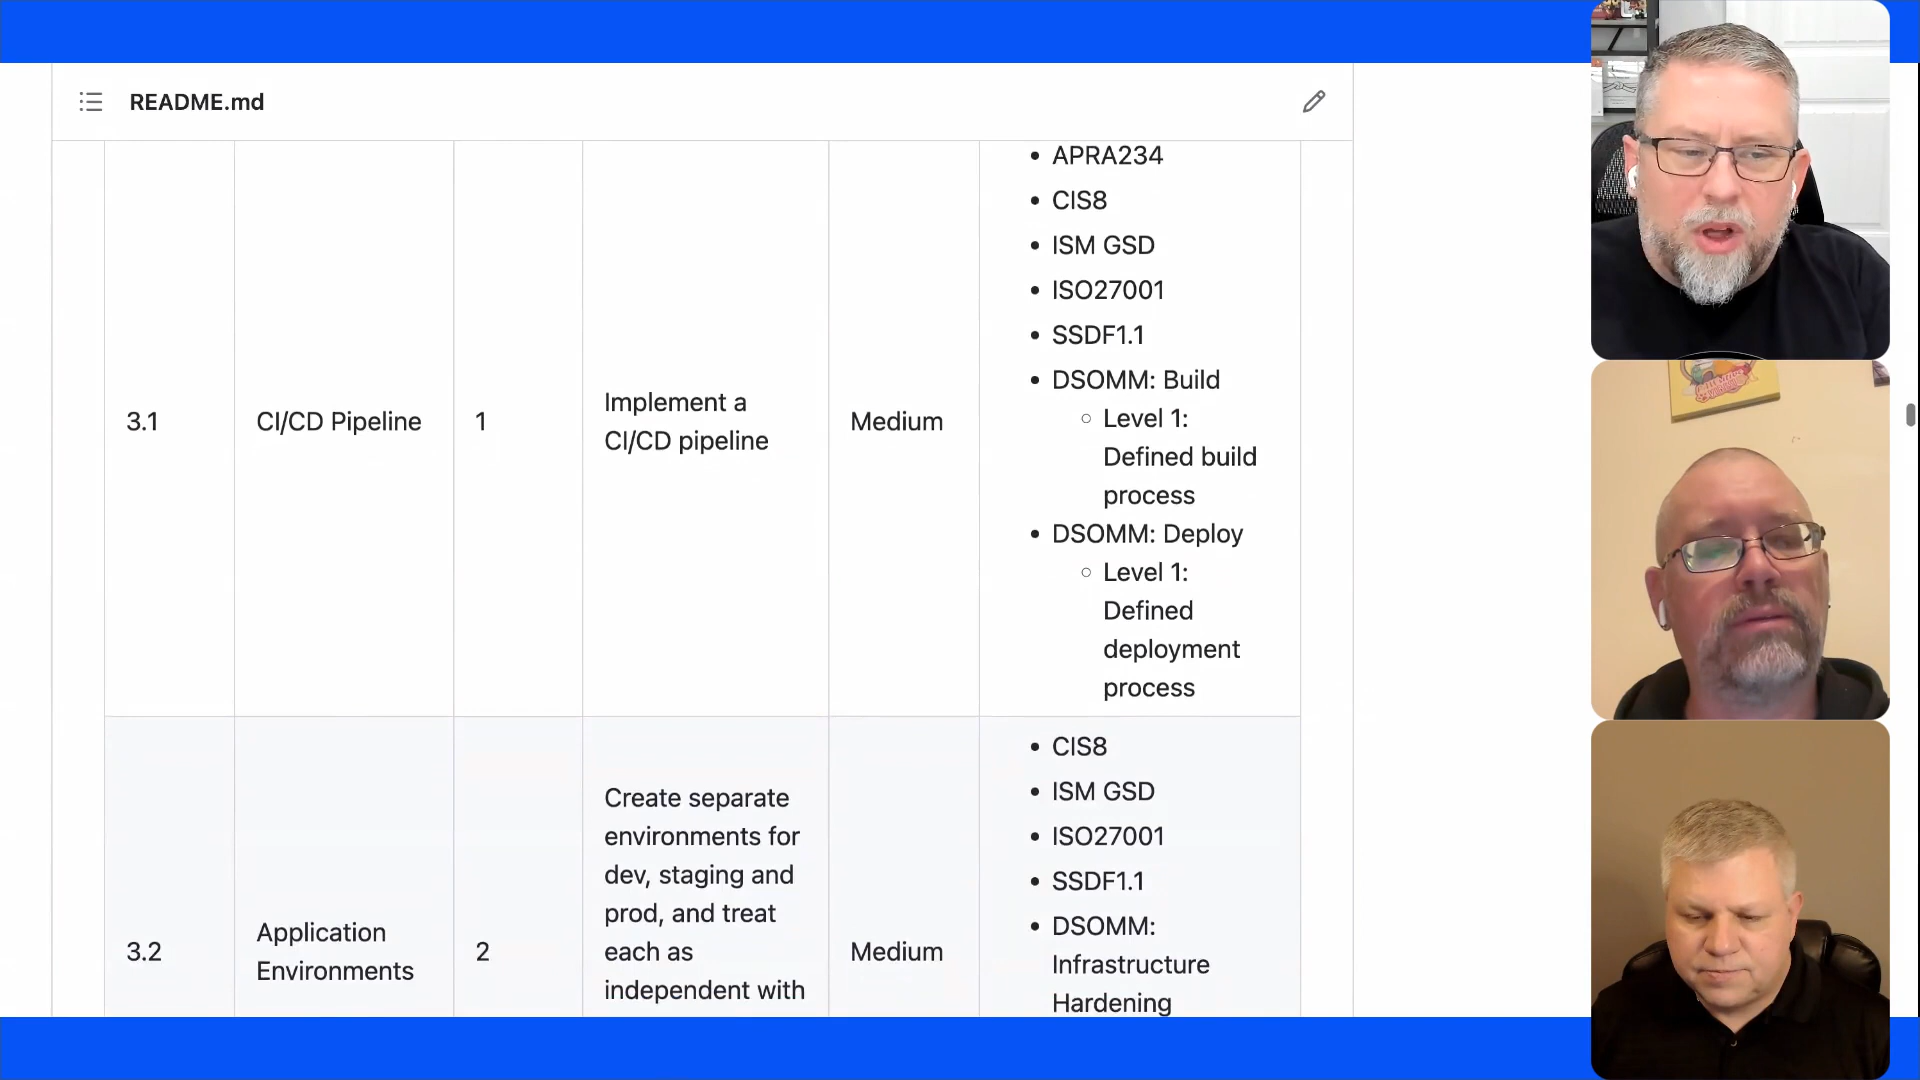 README.md
APRA234
CIS8
ISM GSD
ISO27001
SSDF1.1
DSOMM: Build
Level 1:
Defined build
process
DSOMM: Deploy
Level 1:
Defined
deployment
process
3.1
CI/CD Pipeline
1
Implement a
CI/CD pipeline
Medium
CIS8
ISM GSD
ISO27001
SSDF1.1
DSOMM:
Infrastructure
Hardening
3.2
Application
Environments
2
Create separate
environments for
dev, staging and
prod, and treat
each as
independent with
Medium